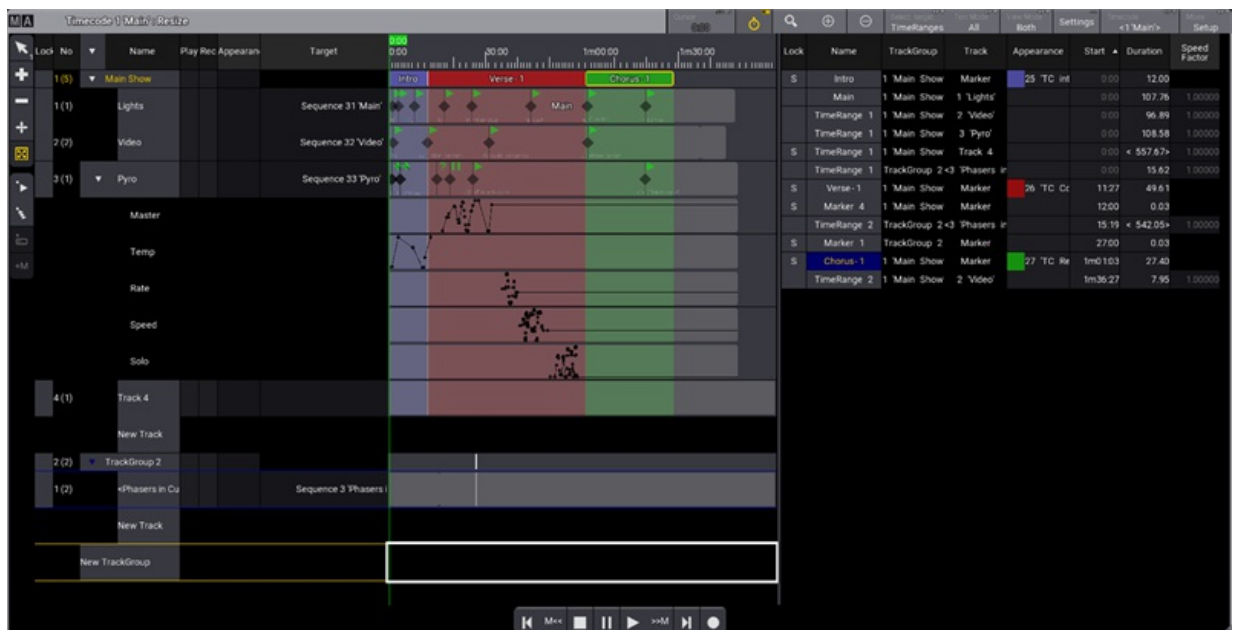 MA Timecode 1 'Main': Resize
Cursor 0:00
TimeRanges All Both Settings <1 'Main'> Setup
Lock No Name Play Rec Appearan Target
0:00
0:00 30:00 1m00:00 1m30:00
1 (5) Main Show
Intro Verse-1 Chorus-1
1 (1) Lights Sequence 31 'Main' Main
2 (2) Video Sequence 32 'Video'
3 (1) Pyro Sequence 33 'Pyro'
Master
Temp
Rate
Speed
Solo
4 (1) Track 4
New Track
2 (2) TrackGroup 2
1 (2) <Phasers in Cu Sequence 3 'Phasers i
New Track
New TrackGroup
Lock Name TrackGroup Track Appearance Start Duration Speed Factor
S Intro 1 'Main Show Marker 25 'TC int 0:00 12.00
Main 1 'Main Show 1 'Lights' 0:00 107.76 1.00000
TimeRange 1 1 'Main Show 2 'Video' 0:00 96.89 1.00000
TimeRange 1 1 'Main Show 3 'Pyro' 0:00 108.58 1.00000
S TimeRange 1 1 'Main Show Track 4 0:00 < 557.67> 1.00000
TimeRange 1 TrackGroup 2 <3 'Phasers ir 0:00 15.62 1.00000
S Verse-1 1 'Main Show Marker 26 'TC Cc 11:27 49.61
S Marker 4 1 'Main Show Marker 12:00 0.03
TimeRange 2 TrackGroup 2 <3 'Phasers ir 15:19 < 542.05> 1.00000
S Marker 1 TrackGroup 2 Marker 27:00 0.03
S Chorus-1 1 'Main Show Marker 27 'TC Re 1m01:03 27.40
TimeRange 2 1 'Main Show 2 'Video' 1m36:27 7.95 1.00000
M<< >>M